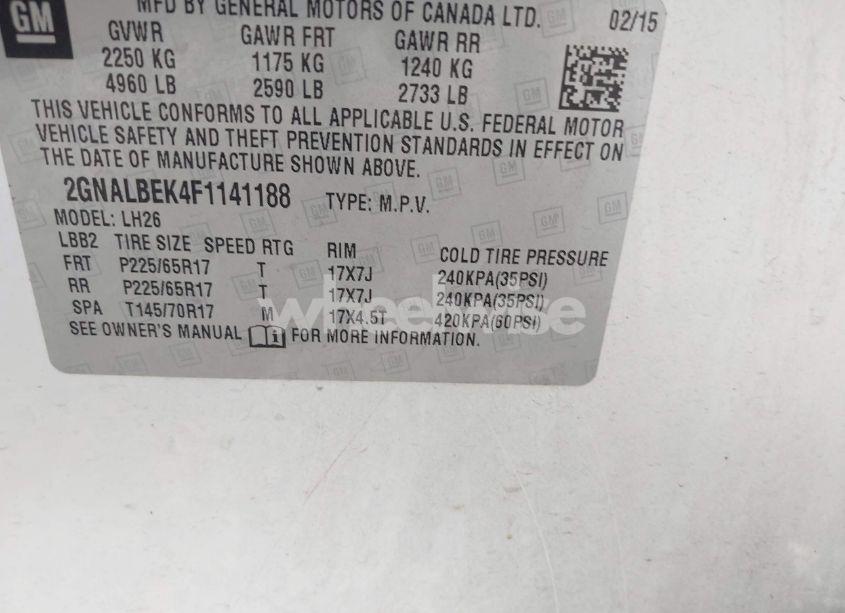 GM
MFD BY GENERAL MOTORS OF CANADA LTD. 02/15
GVWR GAWR FRT GAWR RR
2250 KG 1175 KG 1240 KG
4960 LB 2590 LB 2733 LB
THIS VEHICLE CONFORMS TO ALL APPLICABLE U.S. FEDERAL MOTOR
VEHICLE SAFETY AND THEFT PREVENTION STANDARDS IN EFFECT ON
THE DATE OF MANUFACTURE SHOWN ABOVE.
2GNALBEK4F1141188 TYPE: M.P.V.
MODEL: LH26
LBB2 TIRE SIZE SPEED RTG RIM COLD TIRE PRESSURE
FRT P225/65R17 T 17X7J 240KPA(35PSI)
RR P225/65R17 T 17X7J 240KPA(35PSI)
SPA T145/70R17 M 17X4.5T 420KPA(60PSI)
SEE OWNER'S MANUAL FOR MORE INFORMATION.
wheelwise